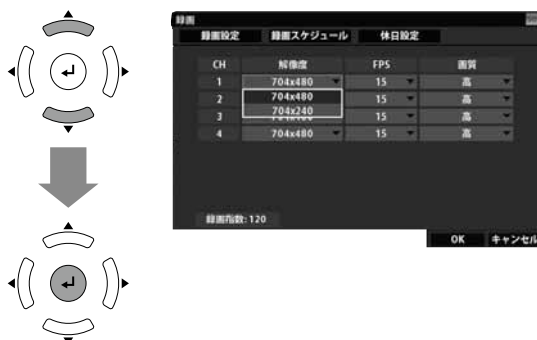 録画
録画設定 録画スケジュール 休日設定
CH 解像度 FPS 画質
1 704x480 15 高
2 704x480 15 高
3 704x240 15 高
4 704x480 15 高
録画指数:120
OK キャンセル